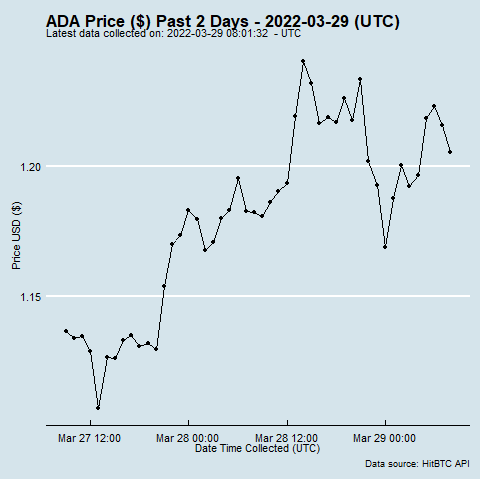 ADA Price ($) Past 2 Days - 2022-03-29 (UTC)
Latest data collected on: 2022-03-29 08:01:32  - UTC
1.20
Price USD ($)
1.15
Mar 27 12:00 Mar 28 00:00 Mar 28 12:00 Mar 29 00:00
Date Time Collected (UTC)
Data source: HitBTC API